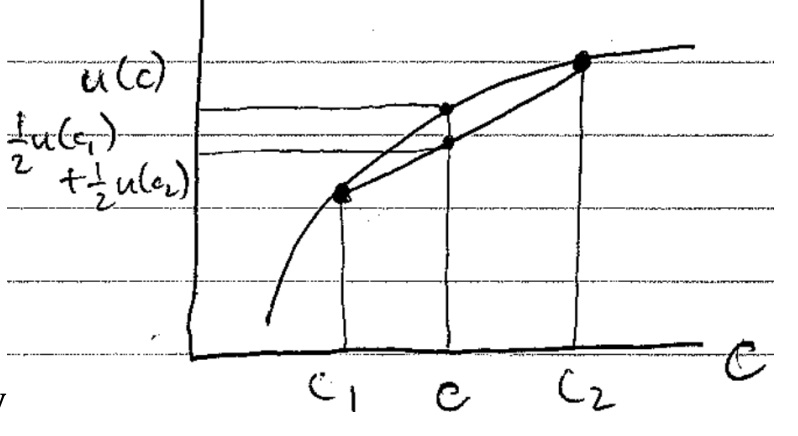 u(c)
½u(c₁)
+½u(c₂)
c₁ c c₂
c